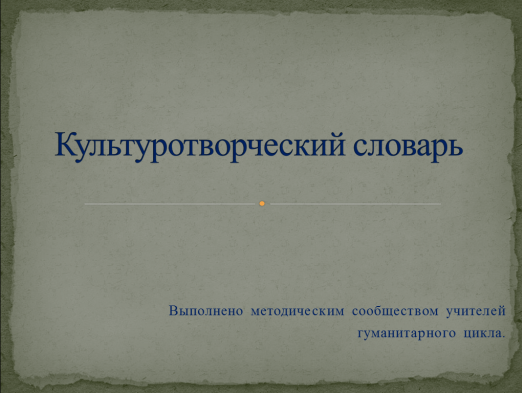 Культуротворческий словарь
Выполнено методическим сообществом учителей
гуманитарного цикла.